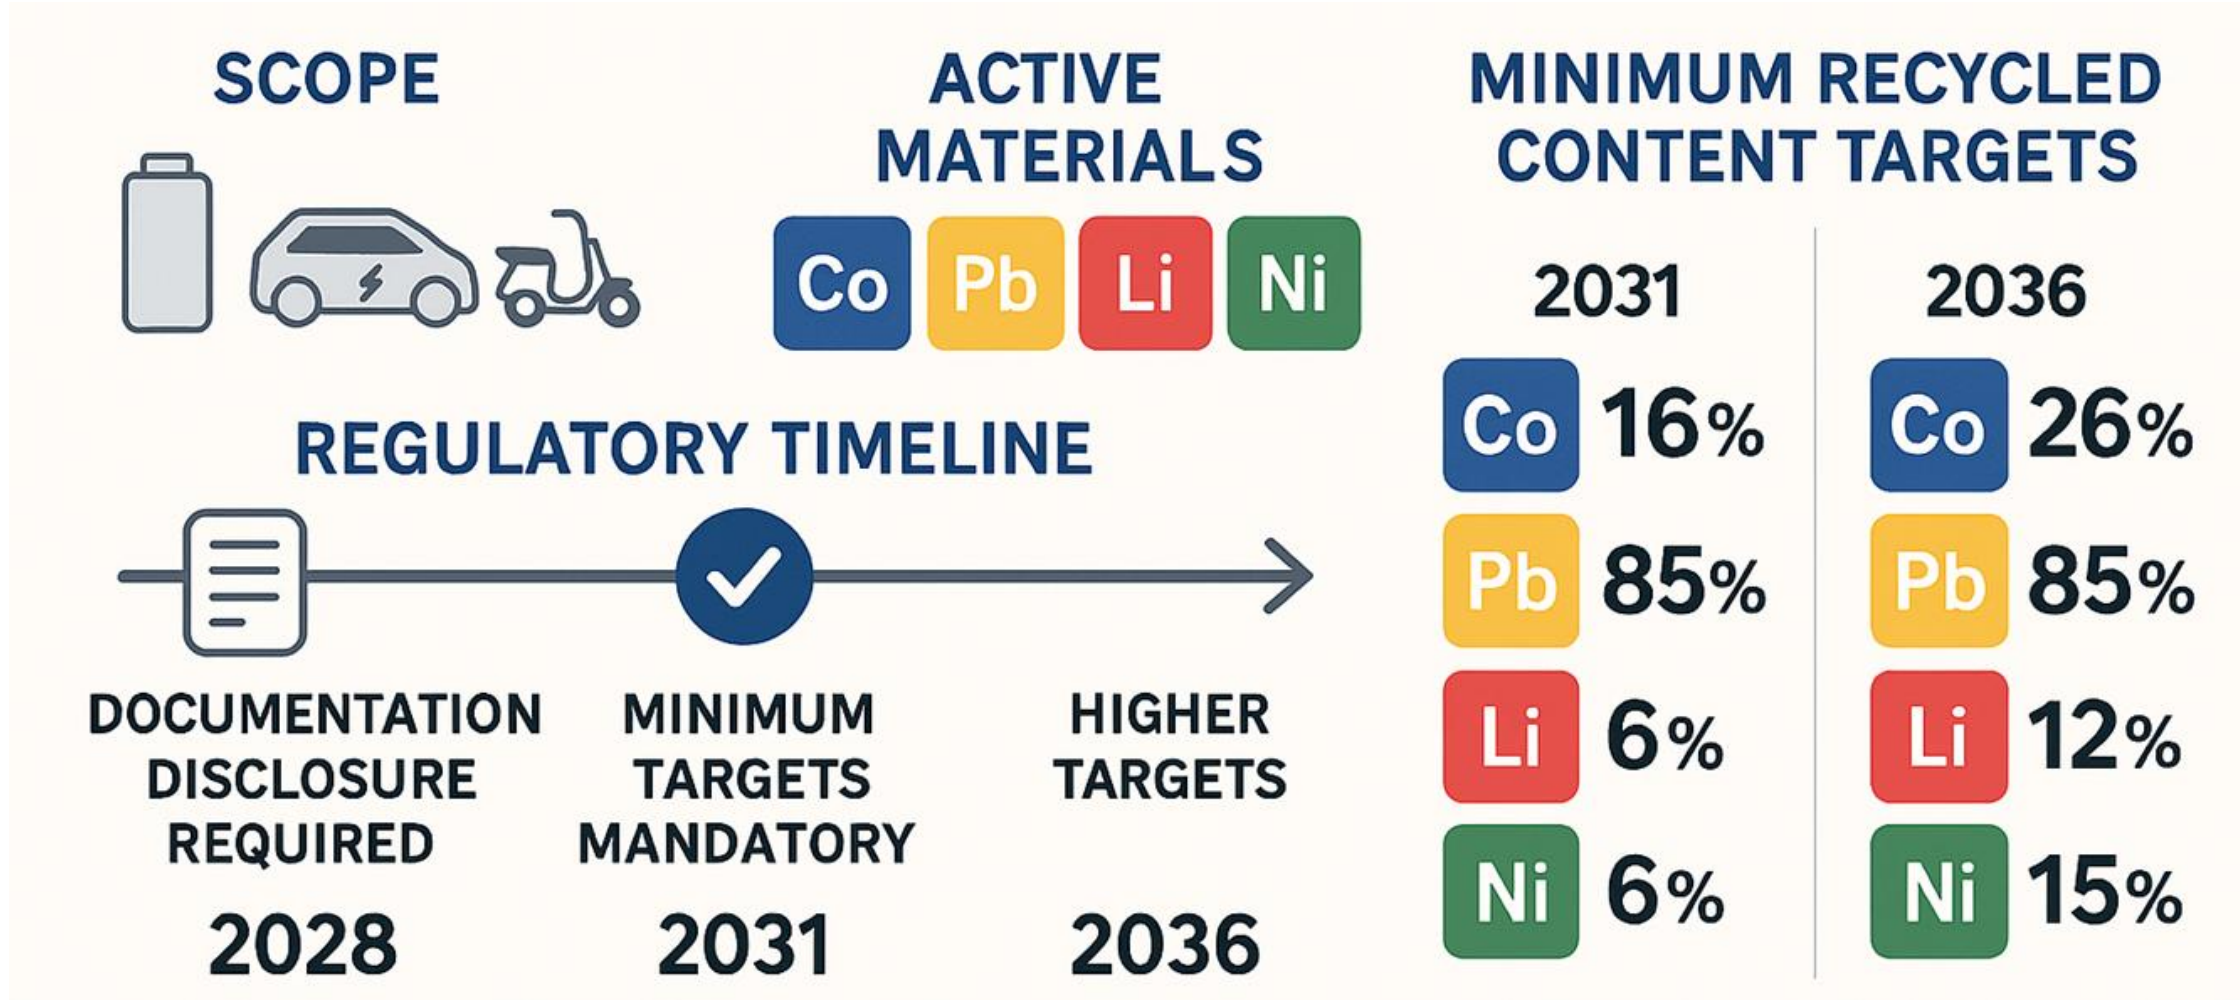 SCOPE
ACTIVE
MATERIALS
Co Pb Li Ni
REGULATORY TIMELINE
DOCUMENTATION
DISCLOSURE
REQUIRED
2028
MINIMUM
TARGETS
MANDATORY
2031
HIGHER
TARGETS
2036
MINIMUM RECYCLED
CONTENT TARGETS
2031
Co 16%
Pb 85%
Li 6%
Ni 6%
2036
Co 26%
Pb 85%
Li 12%
Ni 15%